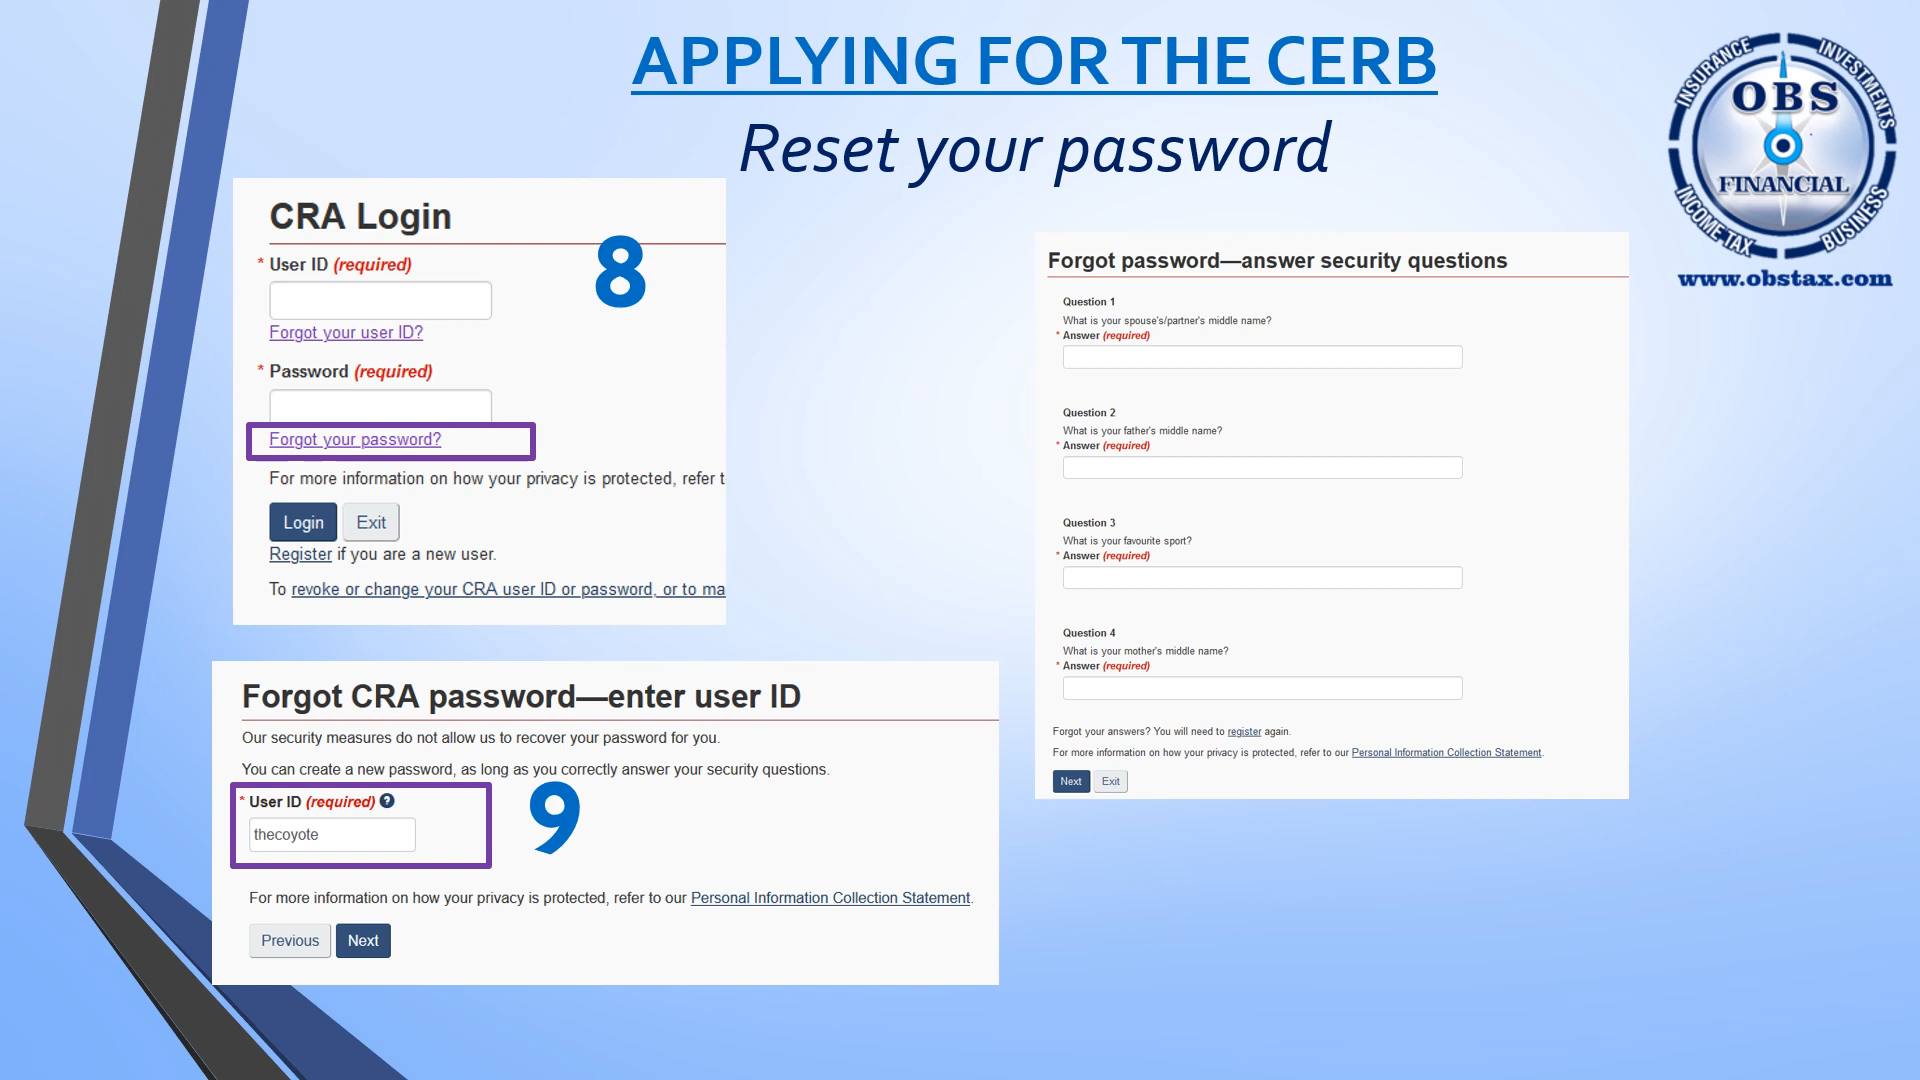 APPLYING FOR THE CERB
Reset your password
INSURANCE
INVESTMENTS
OBS
FINANCIAL
INCOME TAX
BUSINESS
www.obstax.com
CRA Login
8
* User ID (required)
Forgot your user ID?
* Password (required)
Forgot your password?
For more information on how your privacy is protected, refer t
Login Exit
Register if you are a new user.
To revoke or change your CRA user ID or password, or to ma
Forgot CRA password—enter user ID
Our security measures do not allow us to recover your password for you.
You can create a new password, as long as you correctly answer your security questions.
* User ID (required) ?
thecoyote
9
For more information on how your privacy is protected, refer to our Personal Information Collection Statement.
Previous Next
Forgot password—answer security questions
Question 1
What is your spouse's/partner's middle name?
* Answer (required)
Question 2
What is your father's middle name?
* Answer (required)
Question 3
What is your favourite sport?
* Answer (required)
Question 4
What is your mother's middle name?
* Answer (required)
Forgot your answers? You will need to register again.
For more information on how your privacy is protected, refer to our Personal Information Collection Statement.
Next Exit